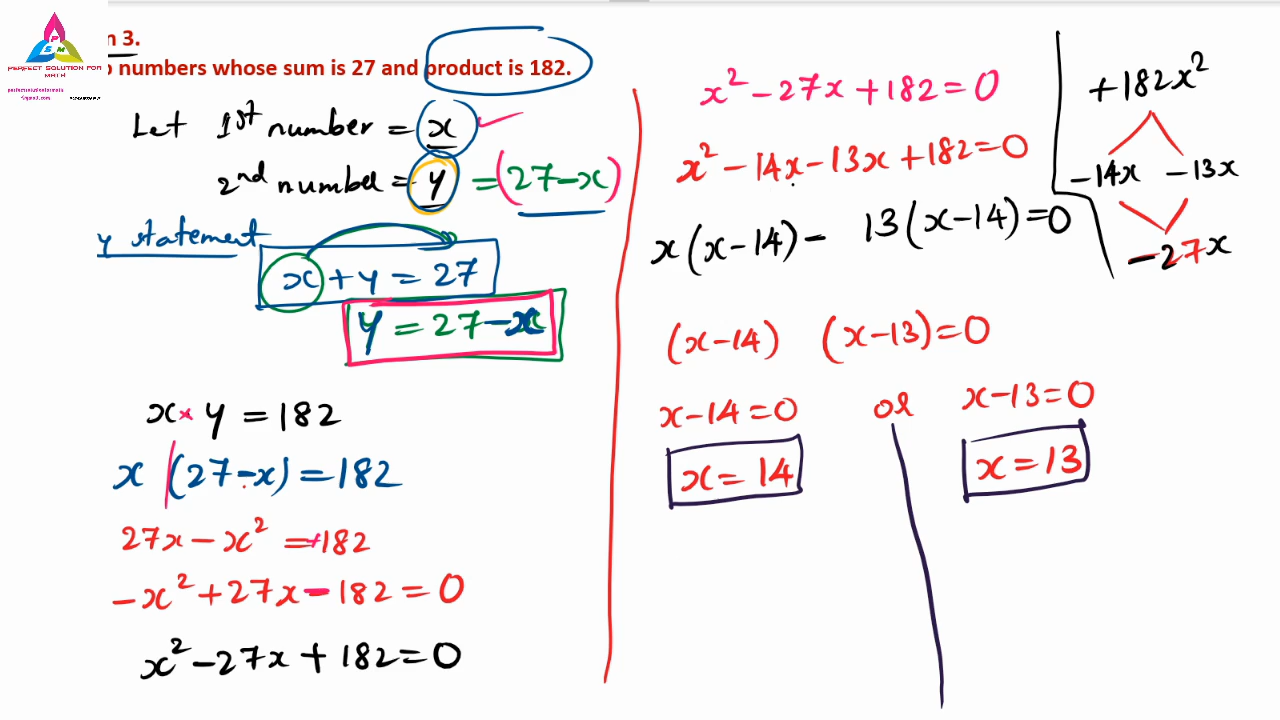 PSM
PERFECT SOLUTION FOR MATH
n 3.
o numbers whose sum is 27 and product is 182.
Let 1st number = x
2nd number = y = (27-x)
y statement
x + y = 27
y = 27 - x
x × y = 182
x (27-x) = 182
27x - x² = +182
-x² + 27x - 182 = 0
x² - 27x + 182 = 0
x² - 27x + 182 = 0
x² - 14x - 13x + 182 = 0
x(x-14) - 13(x-14) = 0
(x-14) (x-13) = 0
x-14 = 0 or x-13 = 0
x = 14 x = 13
+182x²
-14x -13x
-27x